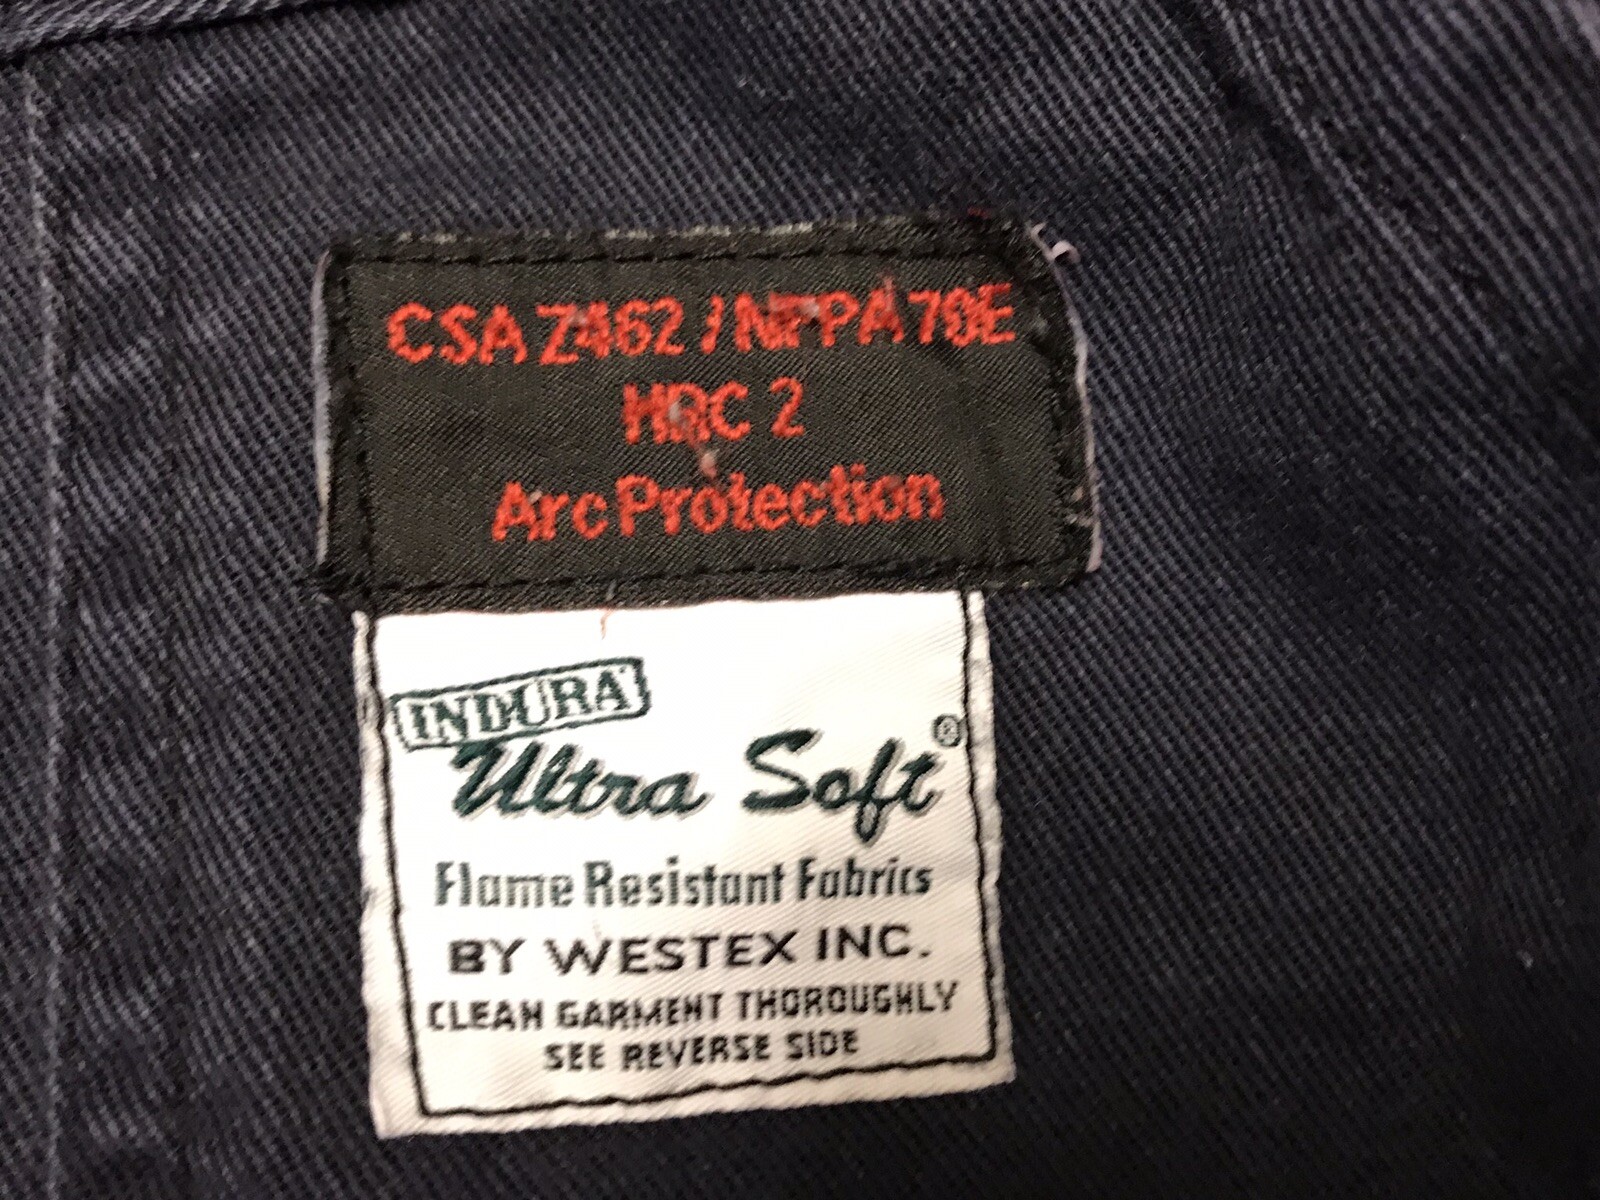 CSA Z462 / NFPA 70E
HRC 2
Arc Protection
INDURA
Ultra Soft®
Flame Resistant Fabrics
BY WESTEX INC.
CLEAN GARMENT THOROUGHLY
SEE REVERSE SIDE